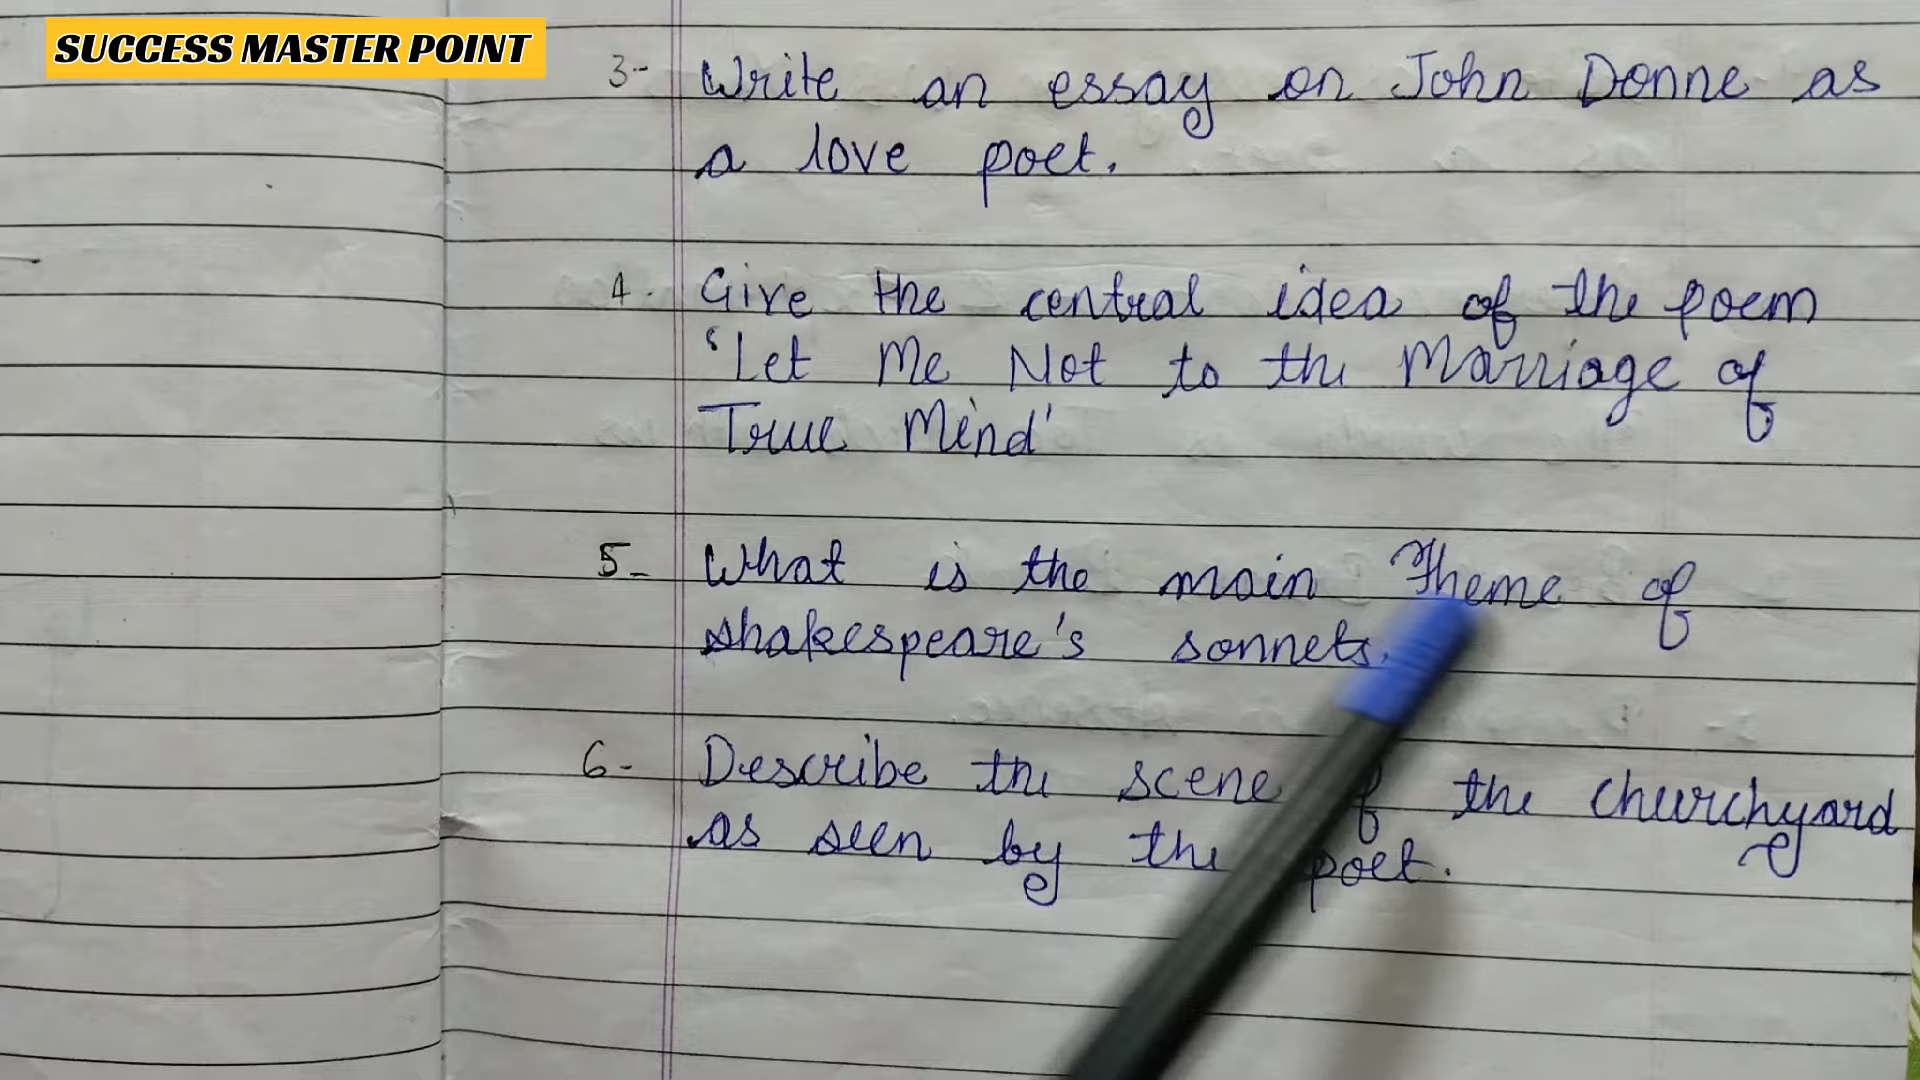 SUCCESS MASTER POINT
3- Write an essay on John Donne as
a love poet.
4. Give the central idea of the poem
'Let Me Not to the Marriage of
True Mind'
5- What is the main Theme of
shakespeare's sonnets.
6- Describe the scene of the churchyard
as seen by the poet.